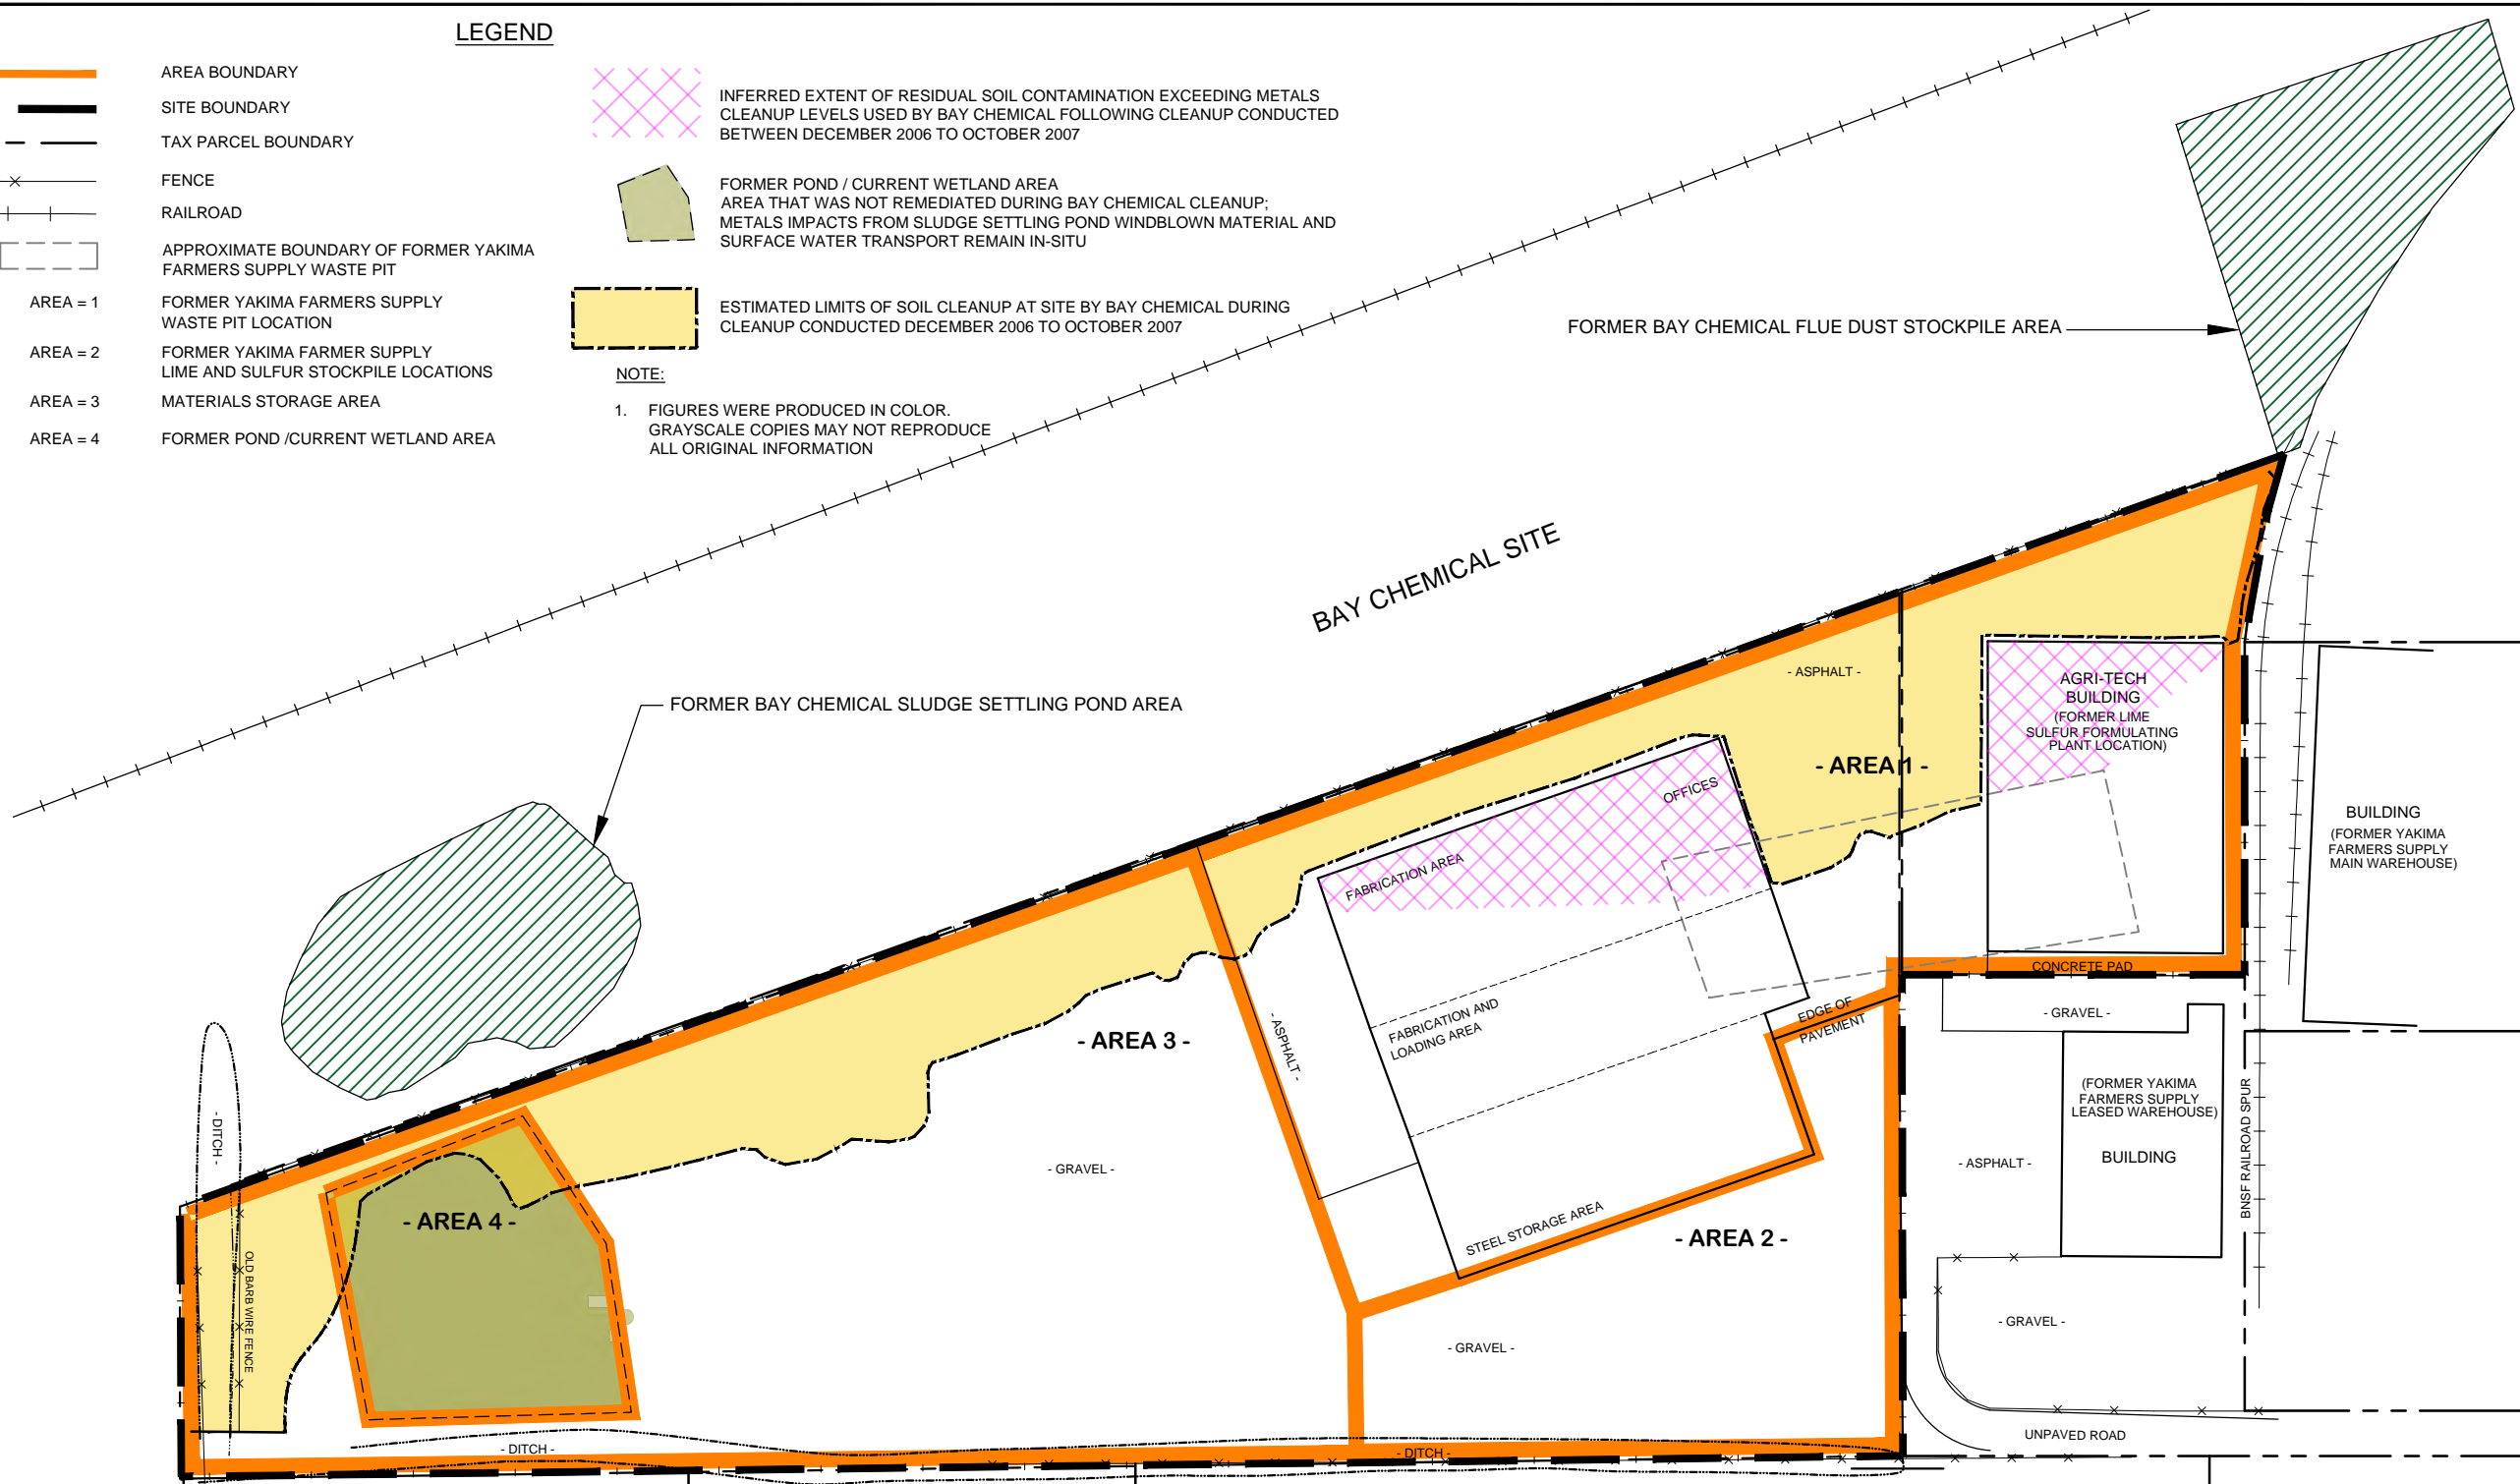 LEGEND
AREA BOUNDARY
SITE BOUNDARY
TAX PARCEL BOUNDARY
FENCE
RAILROAD
APPROXIMATE BOUNDARY OF FORMER YAKIMA
FARMERS SUPPLY WASTE PIT
AREA = 1 FORMER YAKIMA FARMERS SUPPLY
WASTE PIT LOCATION
AREA = 2 FORMER YAKIMA FARMER SUPPLY
LIME AND SULFUR STOCKPILE LOCATIONS
AREA = 3 MATERIALS STORAGE AREA
AREA = 4 FORMER POND /CURRENT WETLAND AREA
INFERRED EXTENT OF RESIDUAL SOIL CONTAMINATION EXCEEDING METALS
CLEANUP LEVELS USED BY BAY CHEMICAL FOLLOWING CLEANUP CONDUCTED
BETWEEN DECEMBER 2006 TO OCTOBER 2007
FORMER POND / CURRENT WETLAND AREA
AREA THAT WAS NOT REMEDIATED DURING BAY CHEMICAL CLEANUP;
METALS IMPACTS FROM SLUDGE SETTLING POND WINDBLOWN MATERIAL AND
SURFACE WATER TRANSPORT REMAIN IN-SITU
ESTIMATED LIMITS OF SOIL CLEANUP AT SITE BY BAY CHEMICAL DURING
CLEANUP CONDUCTED DECEMBER 2006 TO OCTOBER 2007
NOTE:
1. FIGURES WERE PRODUCED IN COLOR.
GRAYSCALE COPIES MAY NOT REPRODUCE
ALL ORIGINAL INFORMATION
FORMER BAY CHEMICAL FLUE DUST STOCKPILE AREA
BAY CHEMICAL SITE
FORMER BAY CHEMICAL SLUDGE SETTLING POND AREA
- ASPHALT -
- AREA 1 -
AGRI-TECH
BUILDING
(FORMER LIME
SULFUR FORMULATING
PLANT LOCATION)
OFFICES
FABRICATION AREA
BUILDING
(FORMER YAKIMA
FARMERS SUPPLY
MAIN WAREHOUSE)
CONCRETE PAD
- AREA 3 -
- ASPHALT -
FABRICATION AND
LOADING AREA
EDGE OF
PAVEMENT
- GRAVEL -
(FORMER YAKIMA
FARMERS SUPPLY
LEASED WAREHOUSE)
BUILDING
BNSF RAILROAD SPUR
- DITCH -
- GRAVEL -
- ASPHALT -
- AREA 4 -
STEEL STORAGE AREA
- AREA 2 -
OLD BARB WIRE FENCE
- GRAVEL -
- GRAVEL -
UNPAVED ROAD
- DITCH -
- DITCH -